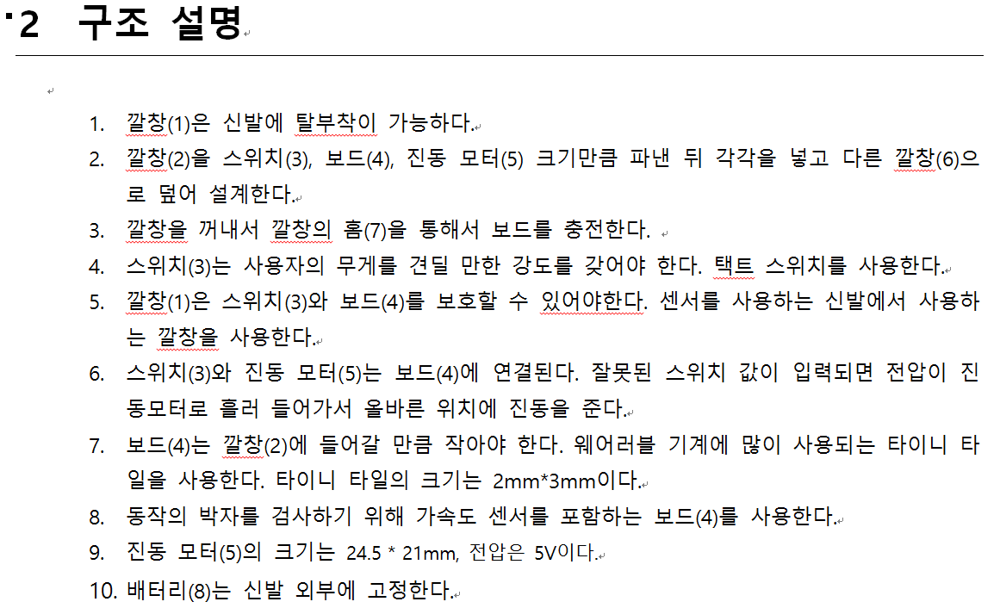 2 구조 설명
1. 깔창(1)은 신발에 탈부착이 가능하다.
2. 깔창(2)을 스위치(3), 보드(4), 진동 모터(5) 크기만큼 파낸 뒤 각각을 넣고 다른 깔창(6)으
로 덮어 설계한다.
3. 깔창을 꺼내서 깔창의 홈(7)을 통해서 보드를 충전한다.
4. 스위치(3)는 사용자의 무게를 견딜 만한 강도를 갖어야 한다. 택트 스위치를 사용한다.
5. 깔창(1)은 스위치(3)와 보드(4)를 보호할 수 있어야한다. 센서를 사용하는 신발에서 사용하
는 깔창을 사용한다.
6. 스위치(3)와 진동 모터(5)는 보드(4)에 연결된다. 잘못된 스위치 값이 입력되면 전압이 진
동모터로 흘러 들어가서 올바른 위치에 진동을 준다.
7. 보드(4)는 깔창(2)에 들어갈 만큼 작아야 한다. 웨어러블 기계에 많이 사용되는 타이니 타
일을 사용한다. 타이니 타일의 크기는 2mm*3mm이다.
8. 동작의 박자를 검사하기 위해 가속도 센서를 포함하는 보드(4)를 사용한다.
9. 진동 모터(5)의 크기는 24.5 * 21mm, 전압은 5V이다.
10. 배터리(8)는 신발 외부에 고정한다.